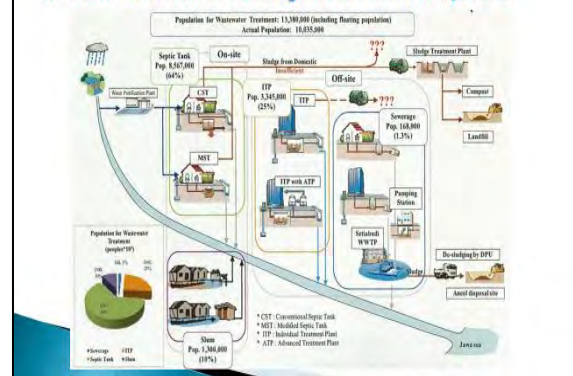 Population for Wastewater Treatment: 13,380,000 (including floating population)
Actual Population: 10,035,000
Septic Tank
Pop. 8,567,000
(64%)
On-site
Sludge from Domestic
Insufficient
???
Sludge Treatment Plant
Water Purification Plant
CST
ITP
Pop. 3,345,000
(25%)
Off-site
ITP
???
Compost
Sewerage
Pop. 168,000
(1.3%)
Landfill
MST
ITP with ATP
Pumping
Station
Population for Wastewater
Treatment
Setiabudi
WWTP
Sludge
De-sludging by DPU
Ancol disposal site
Sewerage
ITP
Septic Tank
Slum
Slum
Pop. 1,300,000
(10%)
* CST : Conventional Septic Tank
* MST : Modified Septic Tank
* ITP : Individual Treatment Plant
* ATP : Advanced Treatment Plant
Java sea